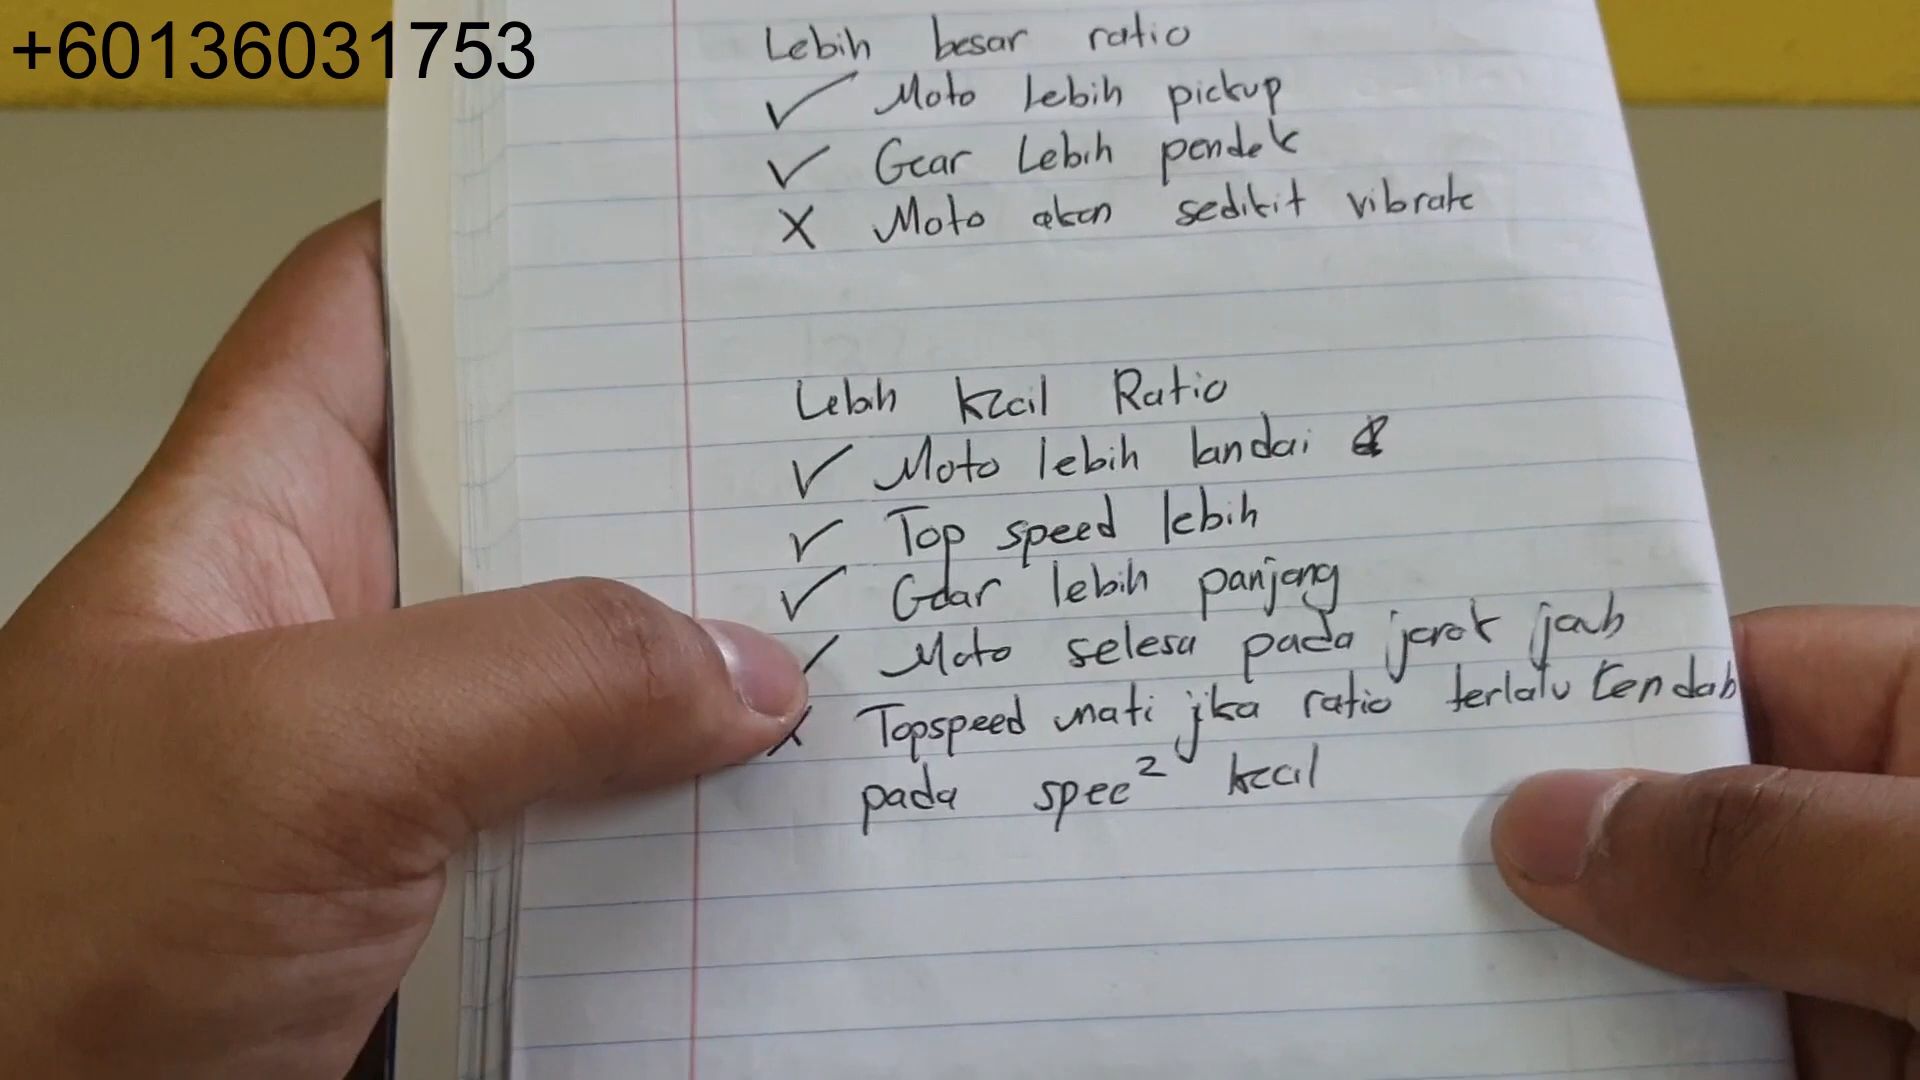 +60136031753
Lebih besar ratio
✓ Moto lebih pickup
✓ Gear Lebih pendek
X Moto akan sedikit vibrate
Lebih kecil Ratio
✓ Moto lebih landai
✓ Top speed lebih
✓ Gear lebih panjang
✓ Moto selesa pada jarak jauh
X Topspeed mati jika ratio terlalu rendah
pada spec² kecil